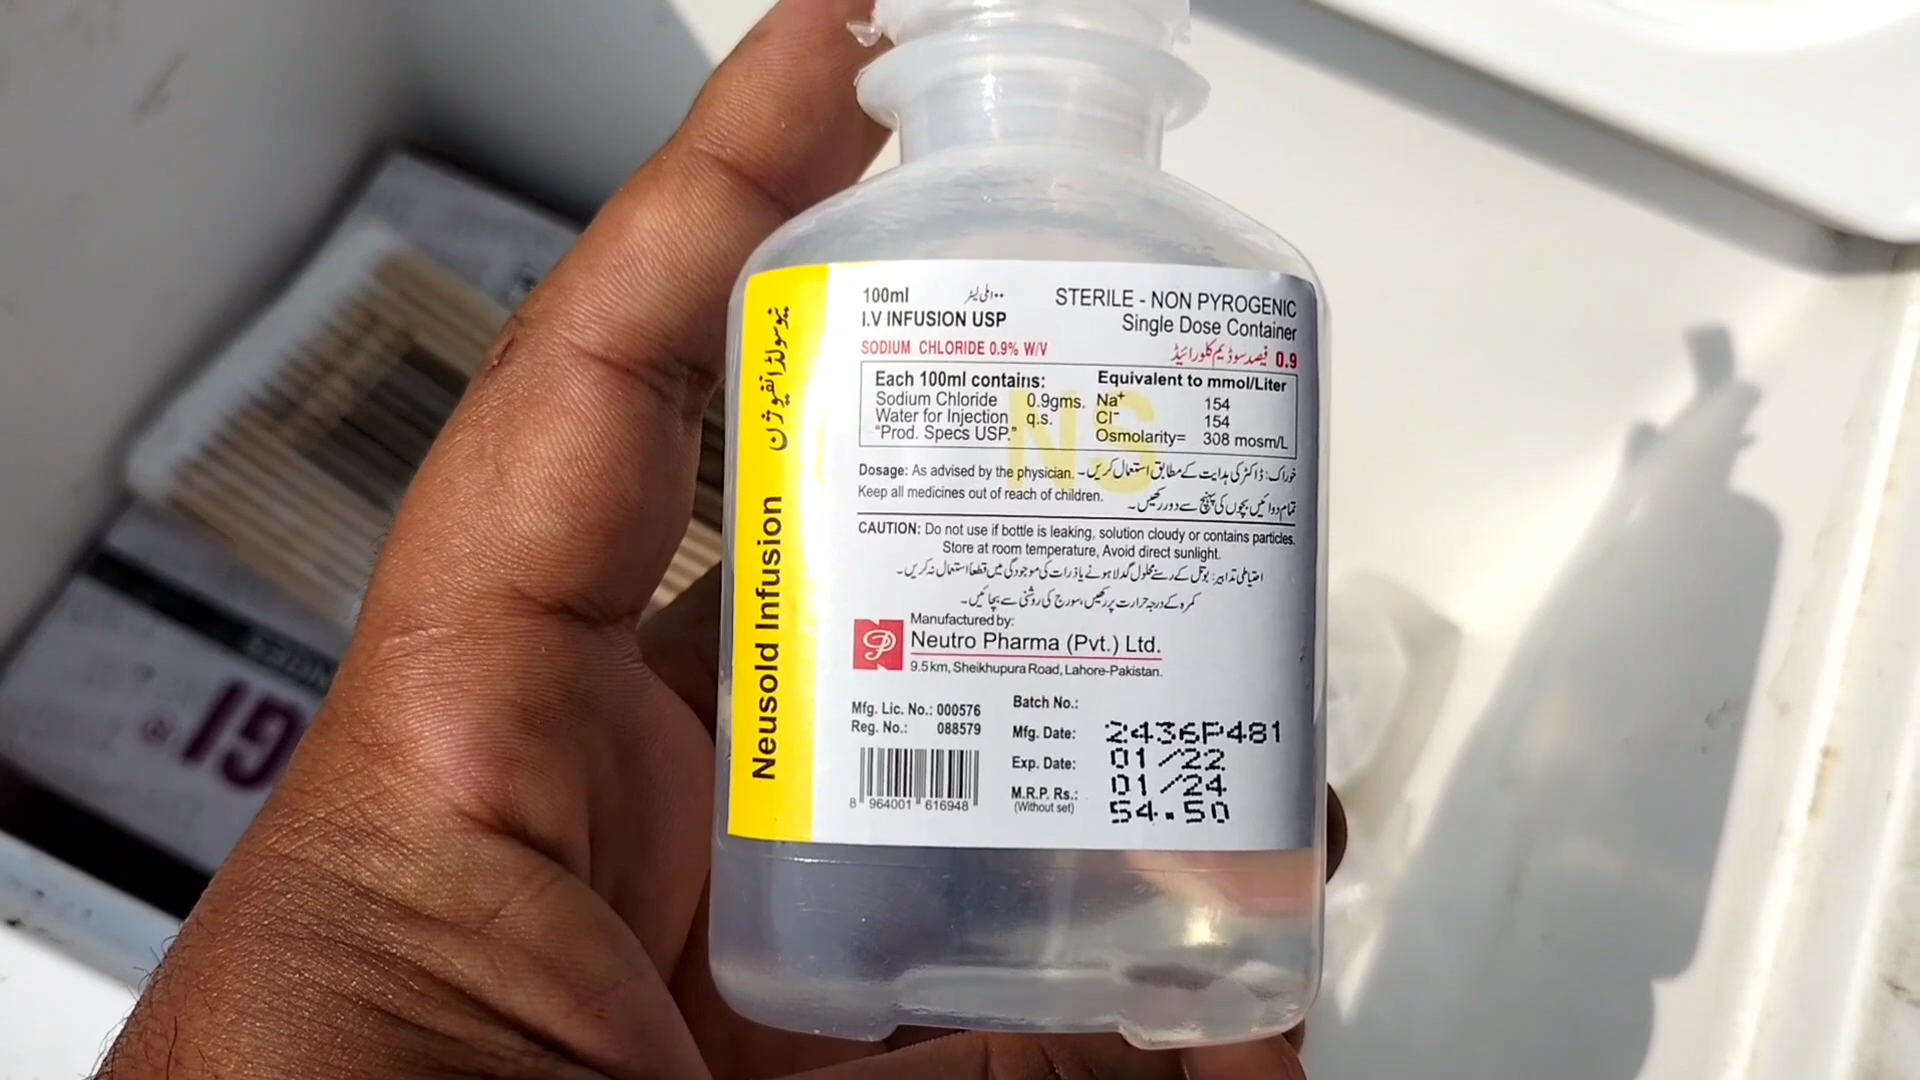 نیوسولڈ انفیوژن
Neusold Infusion
100ml ۱۰۰ملی لیٹر
I.V INFUSION USP
STERILE - NON PYROGENIC
Single Dose Container
SODIUM CHLORIDE 0.9% W/V
0.9 فیصد سوڈیم کلورائیڈ
NS
Each 100ml contains: Equivalent to mmol/Liter
Sodium Chloride 0.9gms. Na⁺ 154
Water for Injection q.s. Cl⁻ 154
"Prod. Specs USP." Osmolarity= 308 mosm/L
Dosage: As advised by the physician. خوراک: ڈاکٹر کی ہدایت کے مطابق استعمال کریں۔
Keep all medicines out of reach of children. تمام دوائیں بچوں کی پہنچ سے دور رکھیں۔
CAUTION: Do not use if bottle is leaking, solution cloudy or contains particles.
Store at room temperature, Avoid direct sunlight.
احتیاطی تدابیر: بوتل کے رسنے محلول گدلا ہونے یا ذرات کی موجودگی میں قطعاً استعمال نہ کریں۔
کمرہ کے درجہ حرارت پر رکھیں، سورج کی روشنی سے بچائیں۔
Manufactured by:
Neutro Pharma (Pvt.) Ltd.
9.5km, Sheikhupura Road, Lahore-Pakistan.
Mfg. Lic. No.: 000576
Reg. No.: 088579
8 964001 616948
Batch No.:
Mfg. Date: 2436P481
Exp. Date: 01/22
M.R.P. Rs.: 01/24
(Without set) 54.50